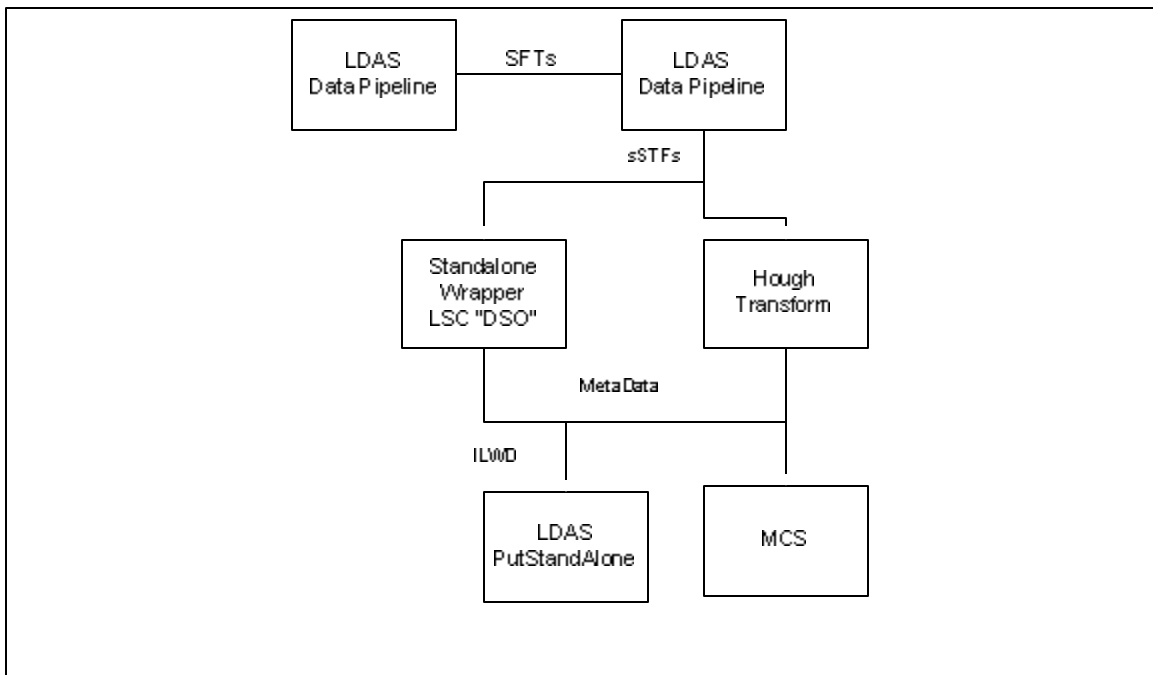 LDAS
Data Pipeline
SFTs
LDAS
Data Pipeline
sSTFs
Standalone
Wrapper
LSC "DSO"
Hough
Transform
MetaData
ILWD
LDAS
PutStandAlone
MCS